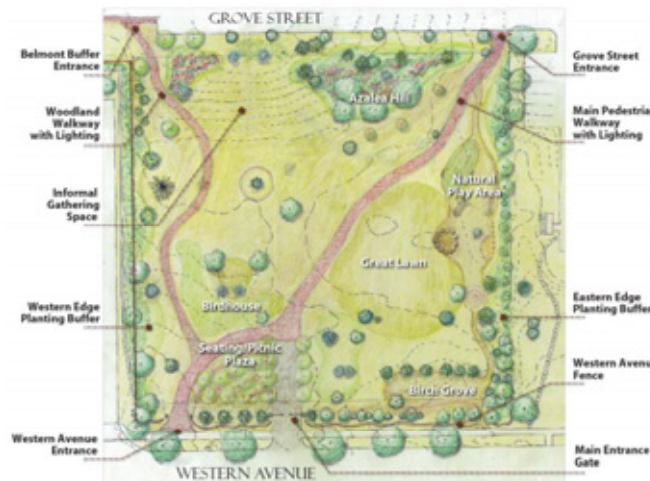 GROVE STREET
Belmont Buffer
Entrance
Woodland
Walkway
with Lighting
Informal
Gathering
Space
Western Edge
Planting Buffer
Western Avenue
Entrance
Azalea Hill
Natural
Play Area
Great Lawn
Birdhouse
Seating/Picnic
Plaza
Birch Grove
Grove Street
Entrance
Main Pedestria
Walkway
with Lighting
Eastern Edge
Planting Buffer
Western Avenu
Fence
Main Entrance
Gate
WESTERN AVENUE